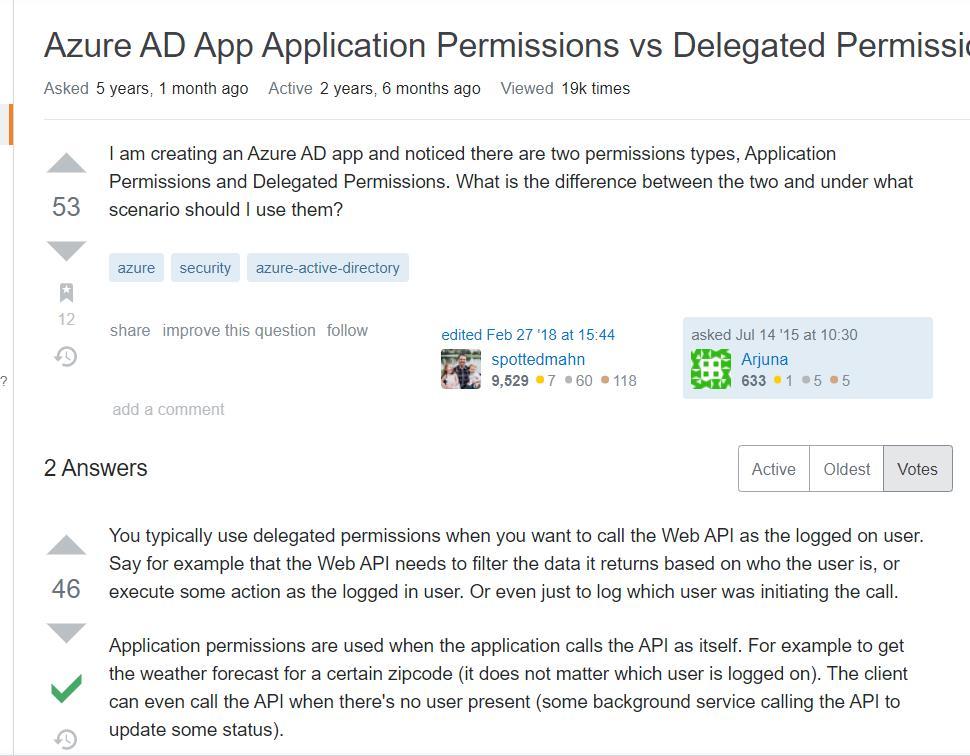 Azure AD App Application Permissions vs Delegated Permissio
Asked 5 years, 1 month ago Active 2 years, 6 months ago Viewed 19k times
I am creating an Azure AD app and noticed there are two permissions types, Application
Permissions and Delegated Permissions. What is the difference between the two and under what
scenario should I use them?
53
azure security azure-active-directory
12
share improve this question follow
edited Feb 27 '18 at 15:44
spottedmahn
9,529 7 60 118
asked Jul 14 '15 at 10:30
Arjuna
633 1 5 5
?
add a comment
2 Answers
Active Oldest Votes
You typically use delegated permissions when you want to call the Web API as the logged on user.
Say for example that the Web API needs to filter the data it returns based on who the user is, or
execute some action as the logged in user. Or even just to log which user was initiating the call.
46
Application permissions are used when the application calls the API as itself. For example to get
the weather forecast for a certain zipcode (it does not matter which user is logged on). The client
can even call the API when there's no user present (some background service calling the API to
update some status).